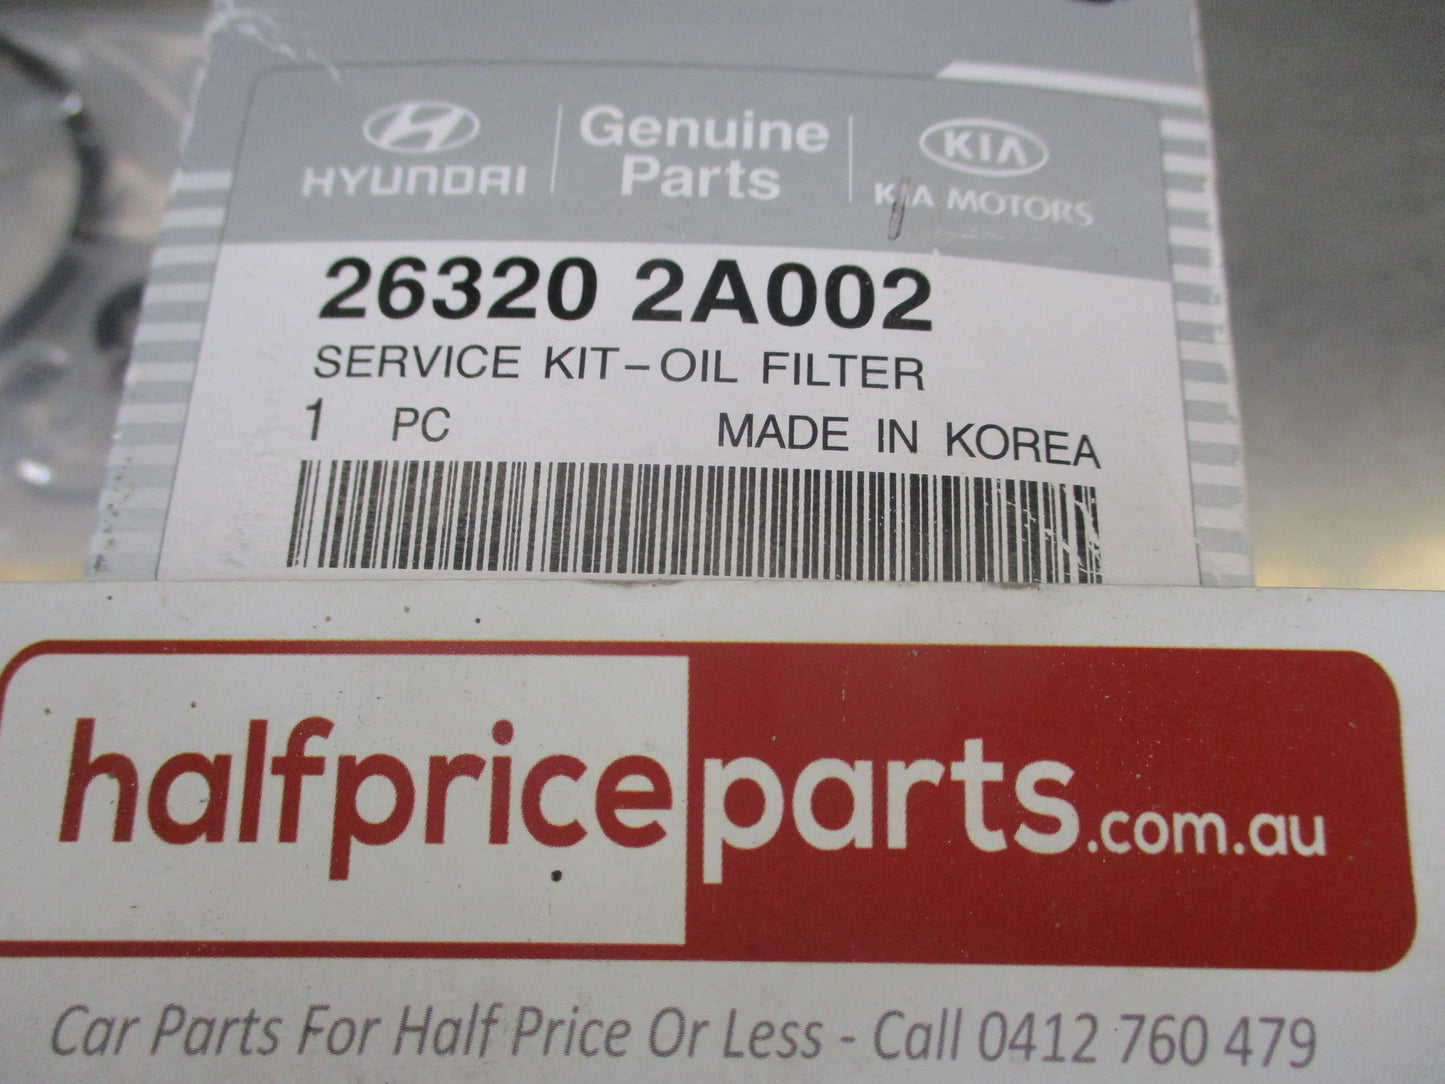 HYUNDAI
Genuine
Parts
KIA
KIA MOTORS
26320 2A002
SERVICE KIT-OIL FILTER
1 PC MADE IN KOREA
halfpriceparts.com.au
Car Parts For Half Price Or Less - Call 0412 760 479